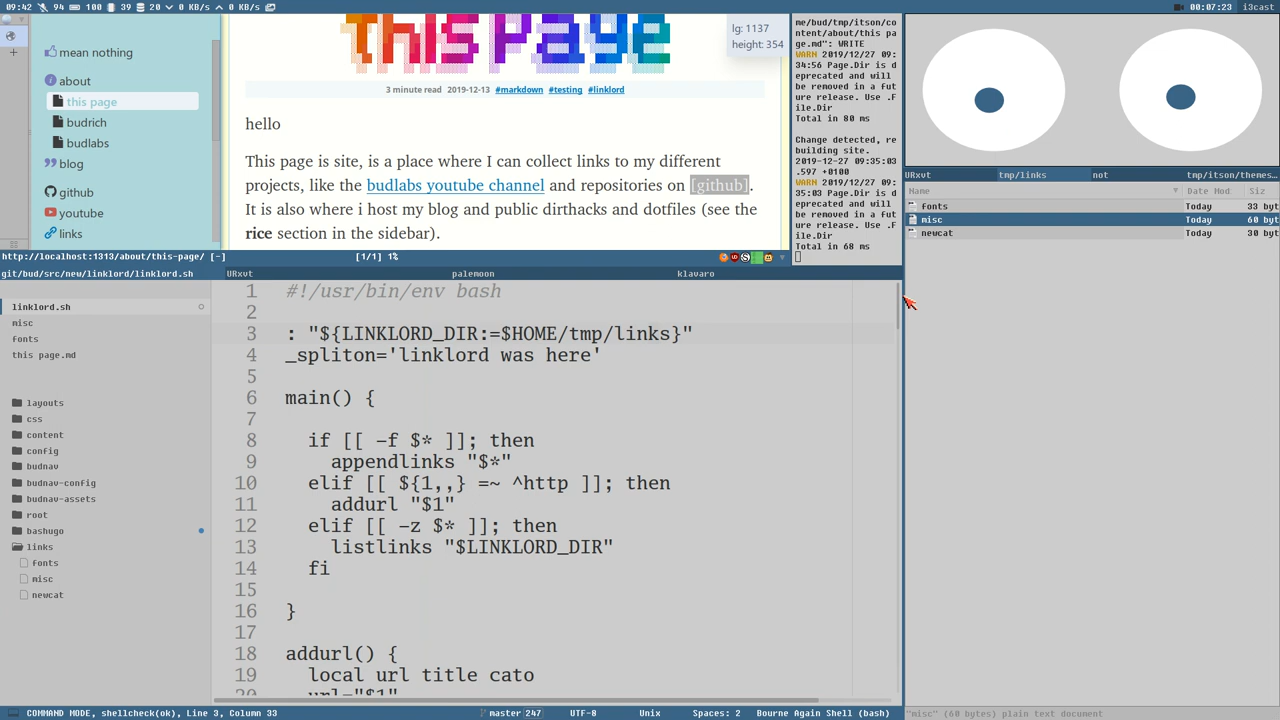 09:42 94 100 39 20 0 KB/s 0 KB/s
00:07:23 i3cast
mean nothing
about
this page
budrich
budlabs
blog
github
youtube
links
This Page
lg: 1137
height: 354
3 minute read 2019-12-13 #markdown #testing #linklord
hello
This page is site, is a place where I can collect links to my different
projects, like the budlabs youtube channel and repositories on [github].
It is also where i host my blog and public dirthacks and dotfiles (see the
rice section in the sidebar).
http://localhost:1313/about/this-page/ [-] [1/1] 1%
me/bud/tmp/itson/co
ntent/about/this pa
ge.md": WRITE
WARN 2019/12/27 09:
34:56 Page.Dir is d
eprecated and will
be removed in a fut
ure release. Use .F
ile.Dir
Total in 80 ms
Change detected, re
building site.
2019-12-27 09:35:03
.597 +0100
WARN 2019/12/27 09:
35:03 Page.Dir is d
eprecated and will
be removed in a fut
ure release. Use .F
ile.Dir
Total in 68 ms
URxvt tmp/links not tmp/itson/themes…
Name Date Mod Siz
fonts Today 33 byt
misc Today 60 byt
newcat Today 30 byt
git/bud/src/new/linklord/linklord.sh URxvt palemoon klavaro
linklord.sh
misc
fonts
this page.md
layouts
css
content
config
budnav
budnav-config
budnav-assets
root
bashugo
links
fonts
misc
newcat
1 #!/usr/bin/env bash
2
3 : "${LINKLORD_DIR:=$HOME/tmp/links}"
4 _spliton='linklord was here'
5
6 main() {
7
8 if [[ -f $* ]]; then
9 appendlinks "$*"
10 elif [[ ${1,,} =~ ^http ]]; then
11 addurl "$1"
12 elif [[ -z $* ]]; then
13 listlinks "$LINKLORD_DIR"
14 fi
15
16 }
17
18 addurl() {
19 local url title cato
20 url="$1"
COMMAND MODE, shellcheck(ok), Line 3, Column 33 master 247 UTF-8 Unix Spaces: 2 Bourne Again Shell (bash)
"misc" (60 bytes) plain text document